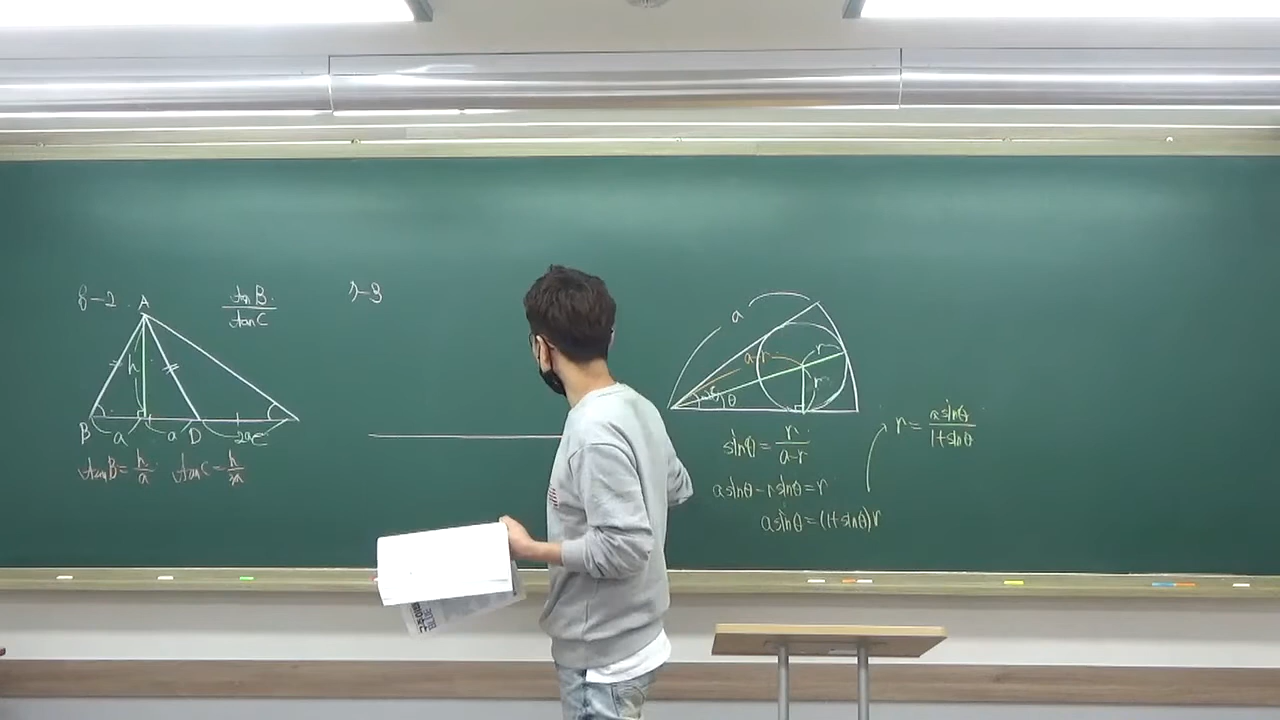 8-2
tanB
tanC
A
h
B a a D 2a C
tanB = h/a tanC = h/3a
a
a-r
r
r
θ
sinθ = r/a-r
asinθ - rsinθ = r
asinθ = (1+sinθ)r
r = asinθ/1+sinθ